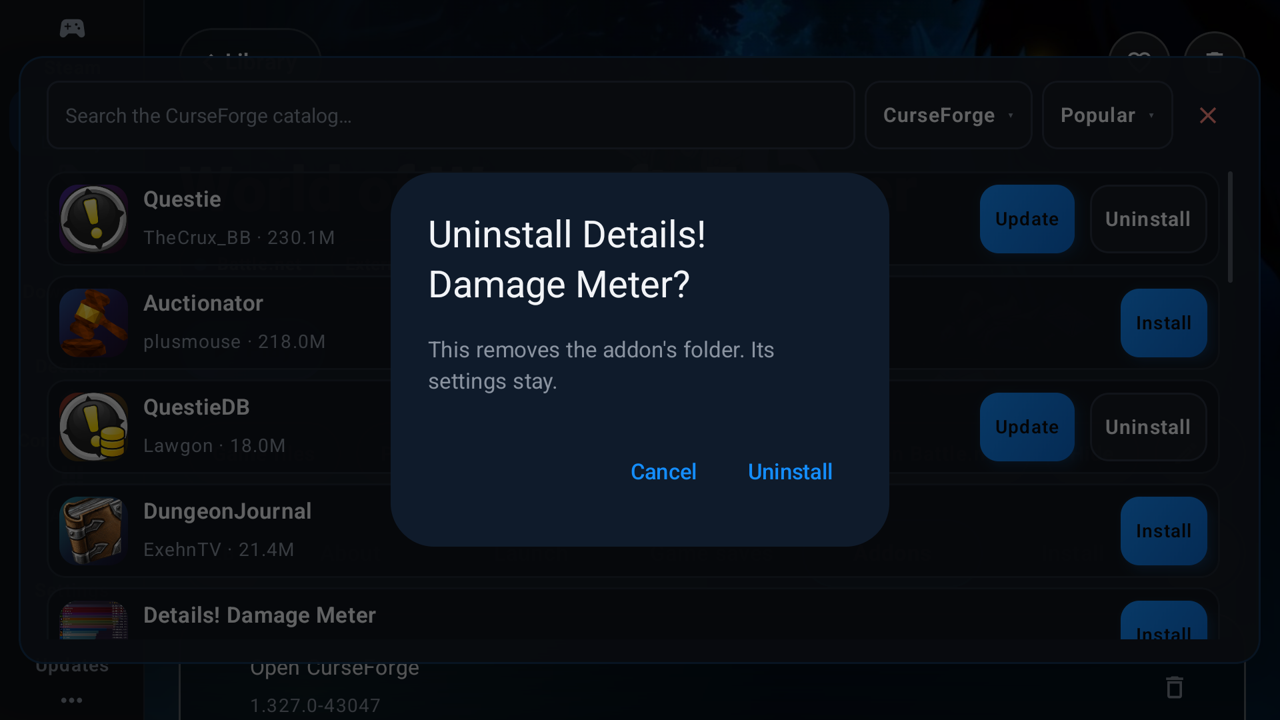 Library
Search the CurseForge catalog...
CurseForge
Popular
Questie
TheCrux_BB · 230.1M
Update
Uninstall
Auctionator
plusmouse · 218.0M
Install
QuestieDB
Lawgon · 18.0M
Update
Uninstall
DungeonJournal
ExehnTV · 21.4M
Install
Details! Damage Meter
Install
Uninstall Details!
Damage Meter?
This removes the addon's folder. Its
settings stay.
Cancel
Uninstall
Updates
Open CurseForge
1.327.0-43047